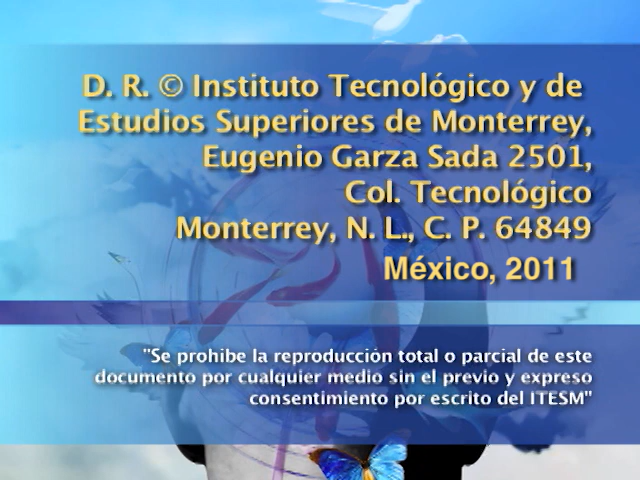 D. R. © Instituto Tecnológico y de
Estudios Superiores de Monterrey,
Eugenio Garza Sada 2501,
Col. Tecnológico
Monterrey, N. L., C. P. 64849
México, 2011
"Se prohibe la reproducción total o parcial de este
documento por cualquier medio sin el previo y expreso
consentimiento por escrito del ITESM"